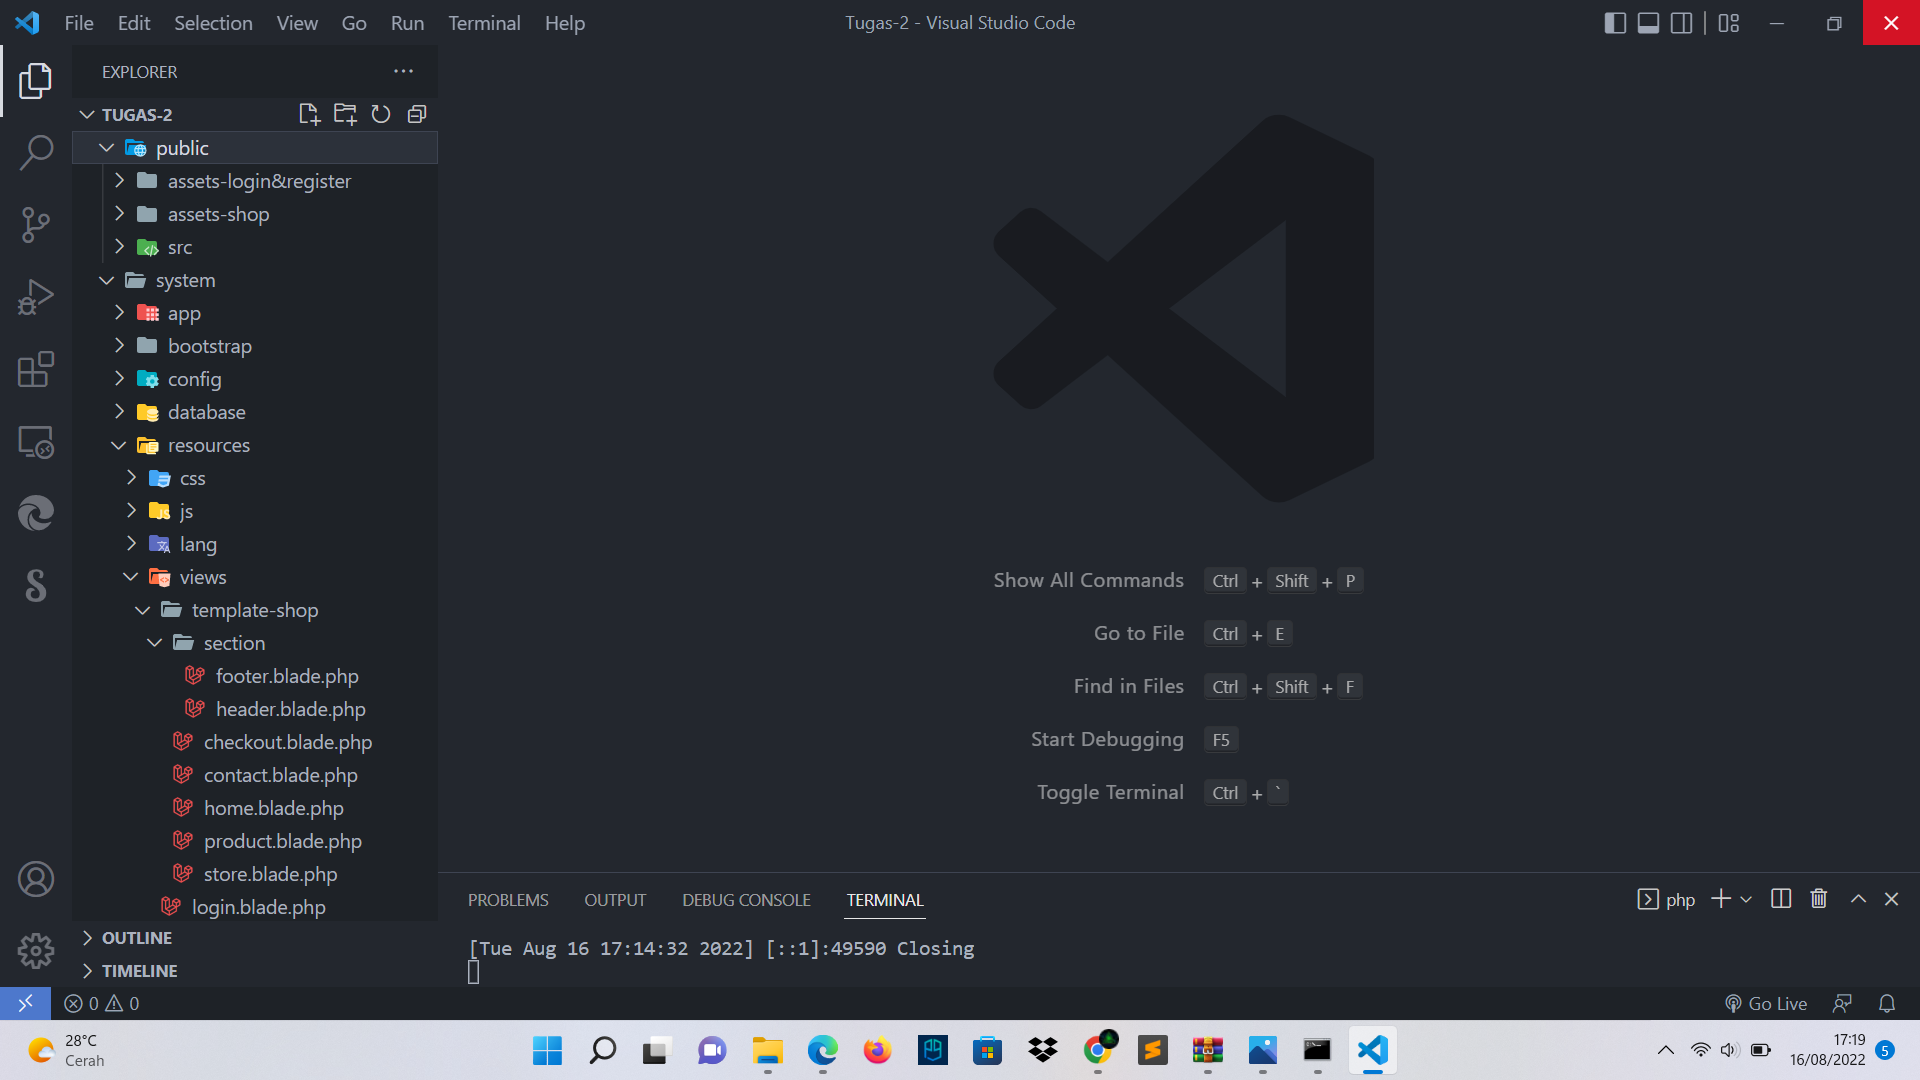 File Edit Selection View Go Run Terminal Help
Tugas-2 - Visual Studio Code
EXPLORER
TUGAS-2
public
assets-login&register
assets-shop
src
system
app
bootstrap
config
database
resources
css
js
lang
views
template-shop
section
footer.blade.php
header.blade.php
checkout.blade.php
contact.blade.php
home.blade.php
product.blade.php
store.blade.php
login.blade.php
OUTLINE
TIMELINE
Show All Commands Ctrl + Shift + P
Go to File Ctrl + E
Find in Files Ctrl + Shift + F
Start Debugging F5
Toggle Terminal Ctrl + `
PROBLEMS OUTPUT DEBUG CONSOLE TERMINAL
php
[Tue Aug 16 17:14:32 2022] [::1]:49590 Closing
0 0
Go Live
28°C
Cerah
17:19
16/08/2022
5